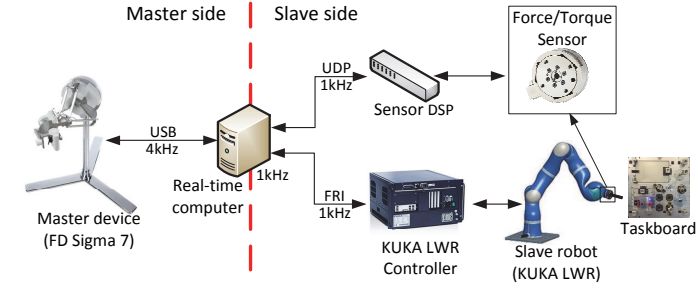 Master side
Slave side
Force/Torque
Sensor
UDP
1kHz
Sensor DSP
USB
4kHz
1kHz
Real-time
computer
FRI
1kHz
Master device
(FD Sigma 7)
KUKA LWR
Controller
Slave robot
(KUKA LWR)
Taskboard